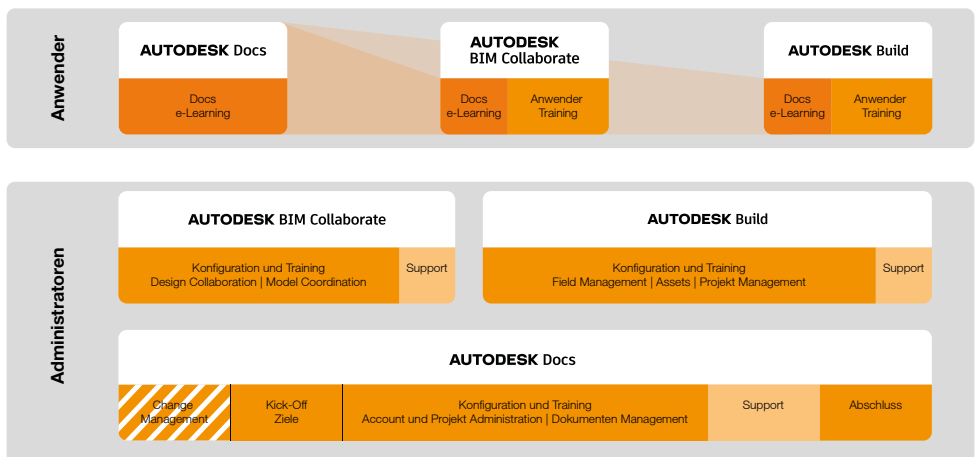 Anwender
AUTODESK Docs
Docs
e-Learning
AUTODESK
BIM Collaborate
Docs
e-Learning
Anwender
Training
AUTODESK Build
Docs
e-Learning
Anwender
Training
Administratoren
AUTODESK BIM Collaborate
Konfiguration und Training
Design Collaboration | Model Coordination
Support
AUTODESK Build
Konfiguration und Training
Field Management | Assets | Projekt Management
Support
AUTODESK Docs
Change
Management
Kick-Off
Ziele
Konfiguration und Training
Account und Projekt Administration | Dokumenten Management
Support
Abschluss